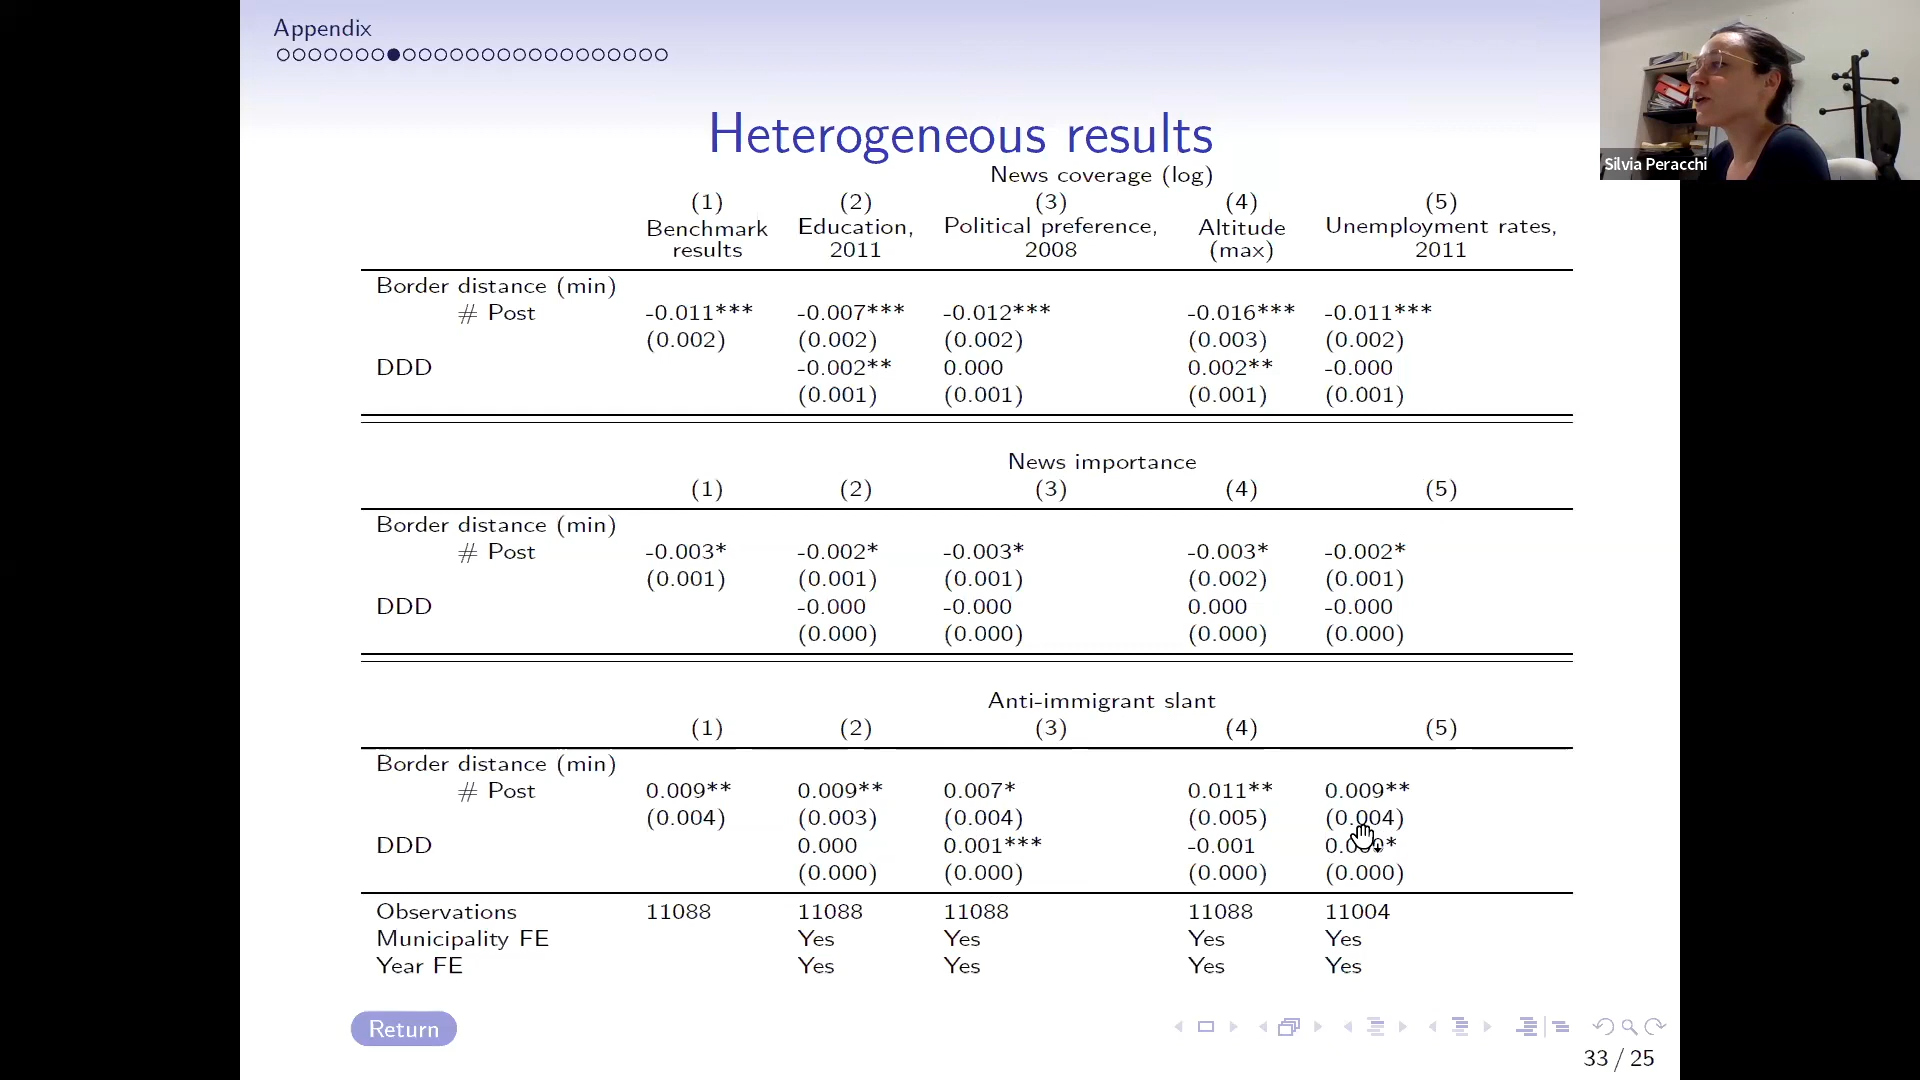 Appendix
Silvia Peracchi
Heterogeneous results
News coverage (log)
(1) (2) (3) (4) (5)
Benchmark results Education, 2011 Political preference, 2008 Altitude (max) Unemployment rates, 2011
Border distance (min)
# Post -0.011*** -0.007*** -0.012*** -0.016*** -0.011***
(0.002) (0.002) (0.002) (0.003) (0.002)
DDD -0.002** 0.000 0.002** -0.000
(0.001) (0.001) (0.001) (0.001)
News importance
(1) (2) (3) (4) (5)
Border distance (min)
# Post -0.003* -0.002* -0.003* -0.003* -0.002*
(0.001) (0.001) (0.001) (0.002) (0.001)
DDD -0.000 -0.000 0.000 -0.000
(0.000) (0.000) (0.000) (0.000)
Anti-immigrant slant
(1) (2) (3) (4) (5)
Border distance (min)
# Post 0.009** 0.009** 0.007* 0.011** 0.009**
(0.004) (0.003) (0.004) (0.005) (0.004)
DDD 0.000 0.001*** -0.001
(0.000) (0.000) (0.000) (0.000)
Observations 11088 11088 11088 11088 11004
Municipality FE Yes Yes Yes Yes
Year FE Yes Yes Yes Yes
Return
33 / 25